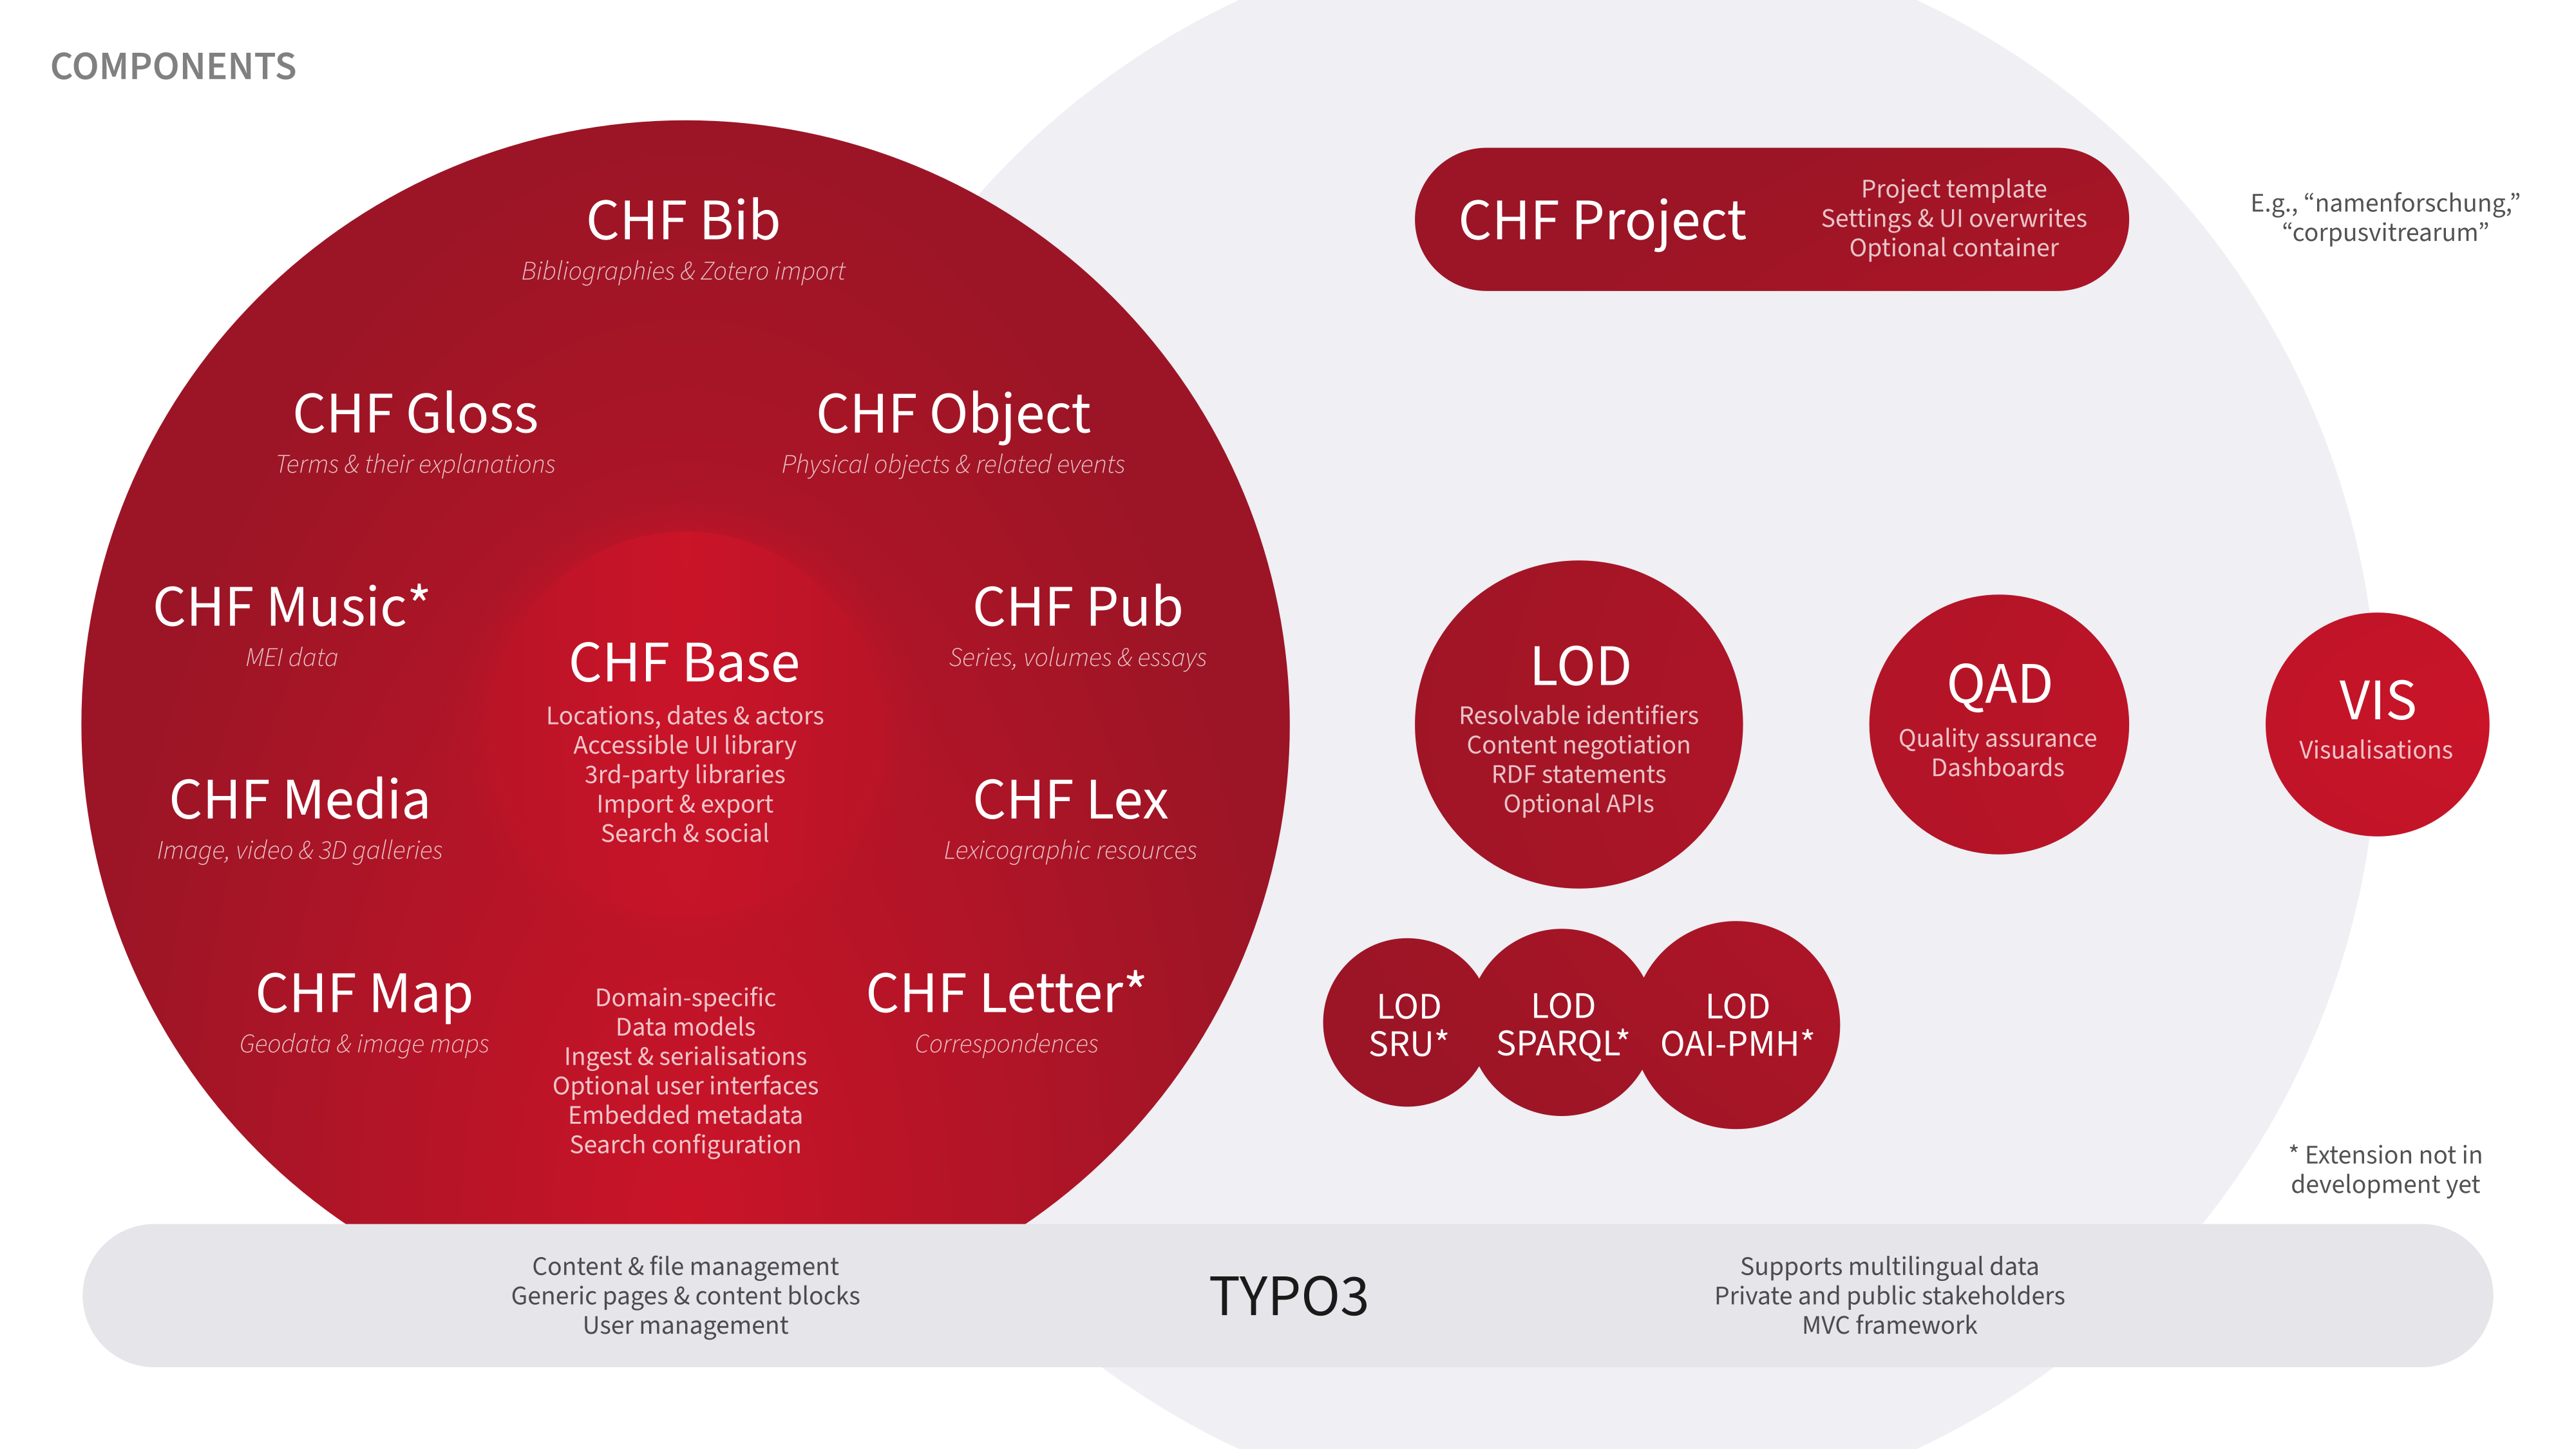 COMPONENTS
CHF Bib
Bibliographies & Zotero import
CHF Gloss
Terms & their explanations
CHF Object
Physical objects & related events
CHF Music*
MEI data
CHF Base
Locations, dates & actors
Accessible UI library
3rd-party libraries
Import & export
Search & social
CHF Pub
Series, volumes & essays
CHF Media
Image, video & 3D galleries
CHF Lex
Lexicographic resources
CHF Map
Geodata & image maps
Domain-specific
Data models
Ingest & serialisations
Optional user interfaces
Embedded metadata
Search configuration
CHF Letter*
Correspondences
CHF Project
Project template
Settings & UI overwrites
Optional container
E.g., “namenforschung,”
“corpusvitrearum”
LOD
Resolvable identifiers
Content negotiation
RDF statements
Optional APIs
QAD
Quality assurance
Dashboards
VIS
Visualisations
LOD
SRU*
LOD
SPARQL*
LOD
OAI-PMH*
* Extension not in
development yet
Content & file management
Generic pages & content blocks
User management
TYPO3
Supports multilingual data
Private and public stakeholders
MVC framework